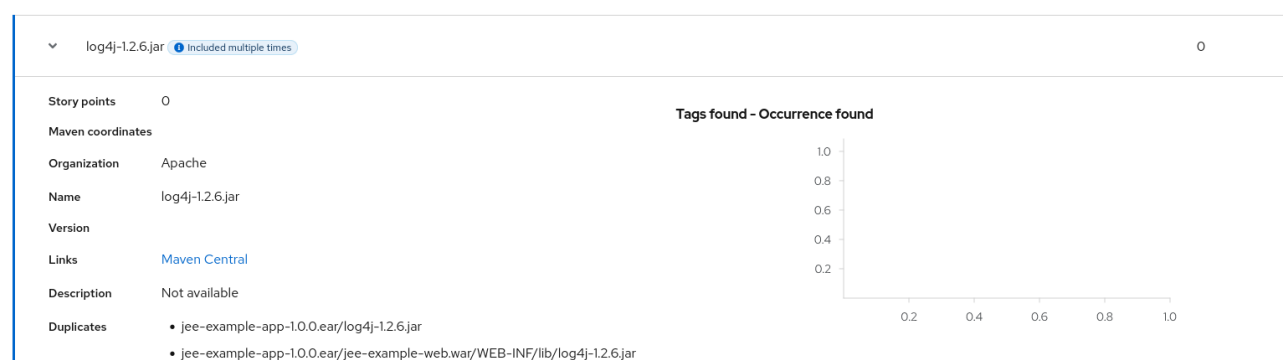 log4j-1.2.6.jar Included multiple times 0
Story points 0
Maven coordinates
Organization Apache
Name log4j-1.2.6.jar
Version
Links Maven Central
Description Not available
Duplicates • jee-example-app-1.0.0.ear/log4j-1.2.6.jar
• jee-example-app-1.0.0.ear/jee-example-web.war/WEB-INF/lib/log4j-1.2.6.jar
Tags found - Occurrence found
1.0
0.8
0.6
0.4
0.2
0.2 0.4 0.6 0.8 1.0